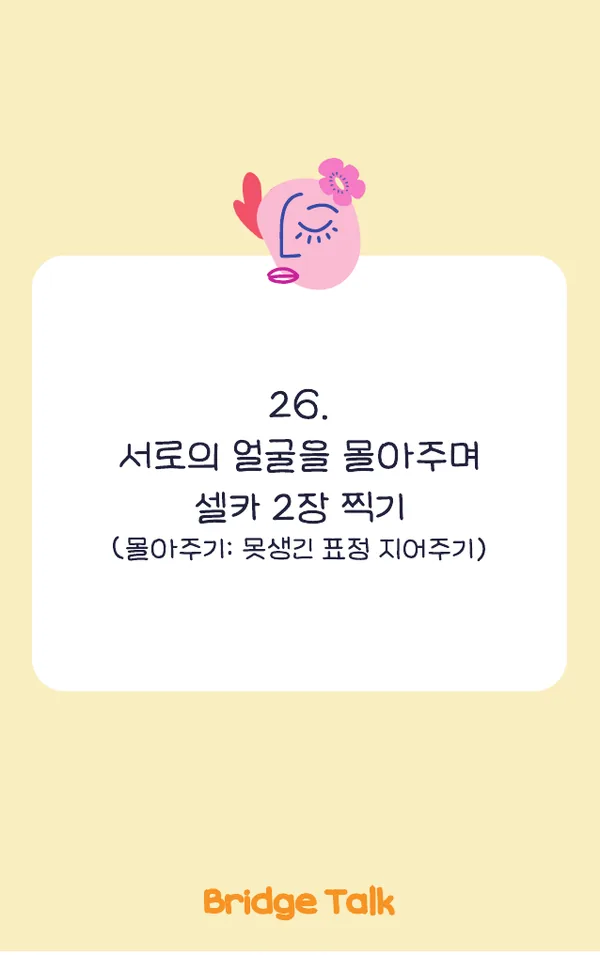 26.
서로의 얼굴을 몰아주며
셀카 2장 찍기
(몰아주기: 못생긴 표정 지어주기)
Bridge Talk